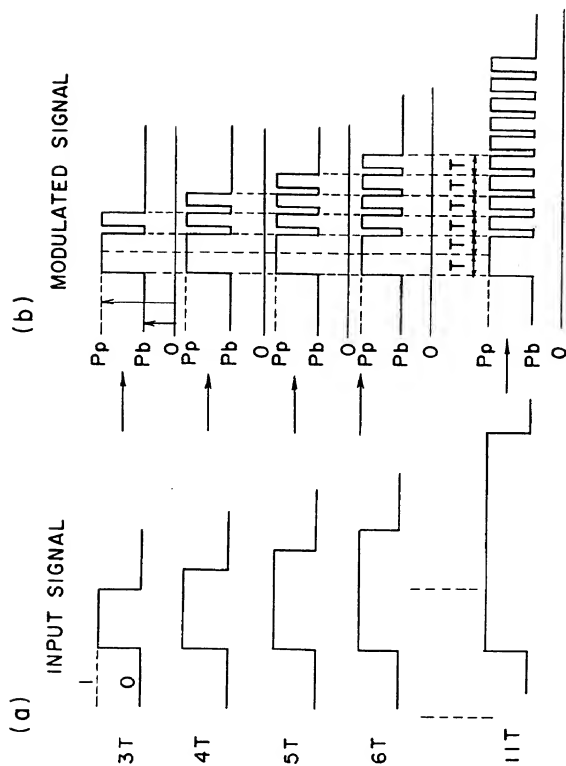 (a)
INPUT SIGNAL
3T
1
0
4T
5T
6T
11T
(b)
MODULATED SIGNAL
Pp
Pb
0
Pp
Pb
0
Pp
Pb
0
Pp
Pb
0
T T T T T T
Pp
Pb
0